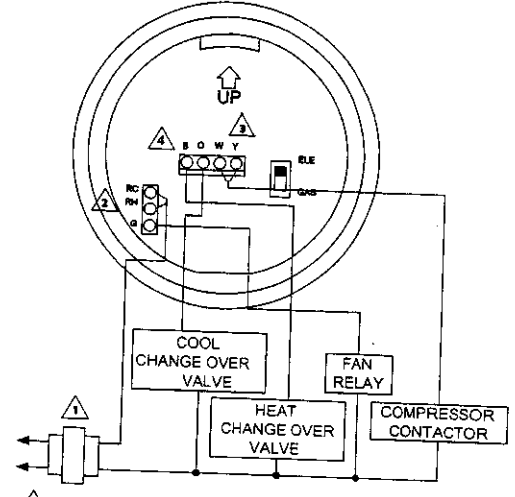 UP
4
3
B O W Y
ELE
GAS
2
RC
RH
G
COOL
CHANGE OVER
VALVE
FAN
RELAY
1
HEAT
CHANGE OVER
VALVE
COMPRESSOR
CONTACTOR